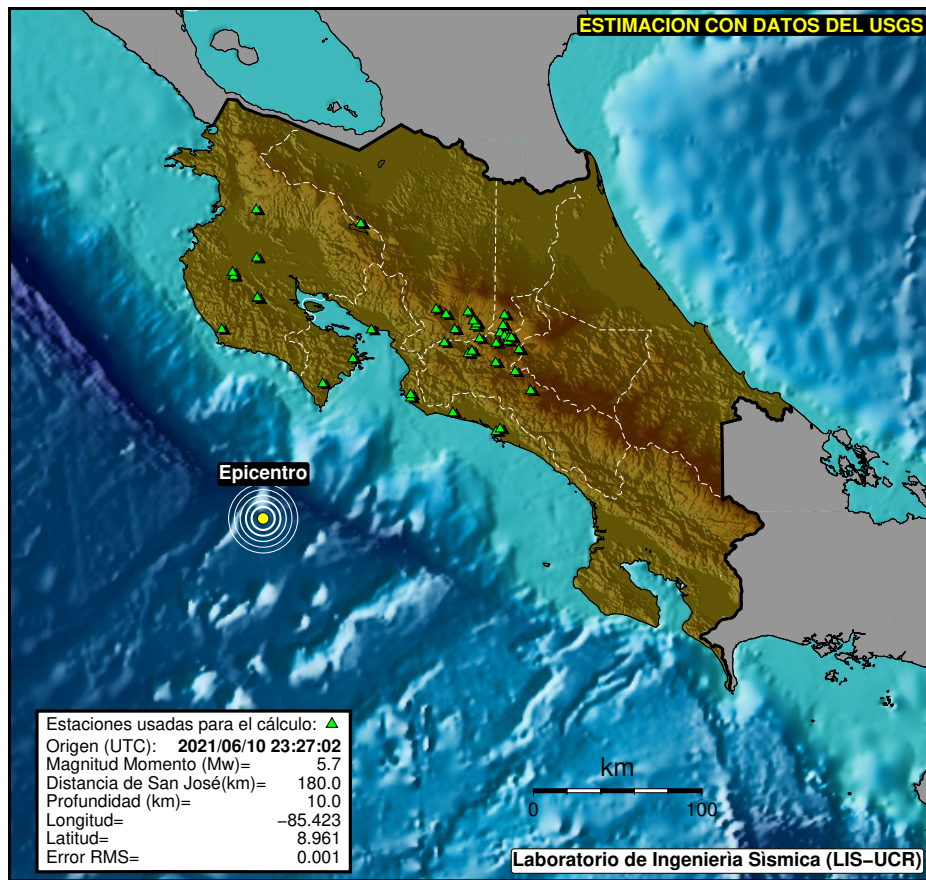 ESTIMACION CON DATOS DEL USGS
Epicentro
Estaciones usadas para el cálculo:
Origen (UTC): 2021/06/10 23:27:02
Magnitud Momento (Mw)= 5.7
Distancia de San José(km)= 180.0
Profundidad (km)= 10.0
Longitud= −85.423
Latitud= 8.961
Error RMS= 0.001
km
0 100
Laboratorio de Ingenierìa Sìsmica (LIS−UCR)